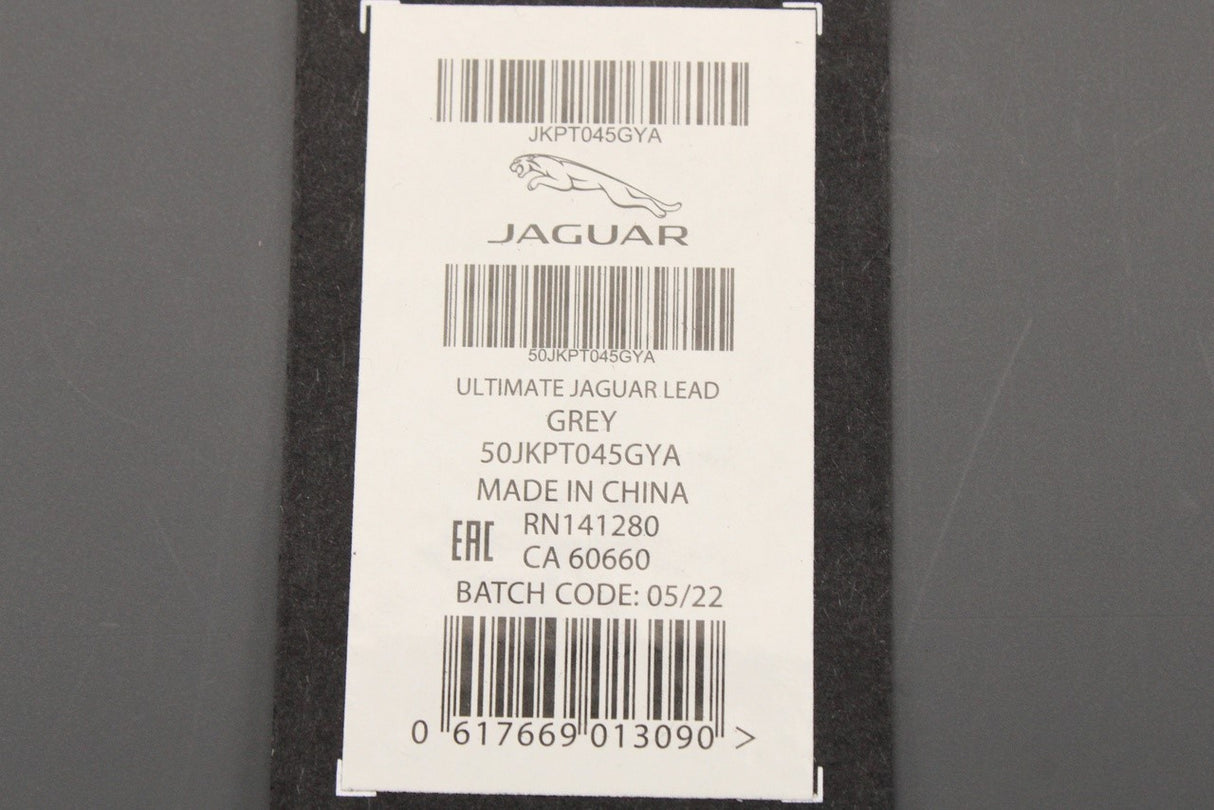 JKPT045GYA
JAGUAR
50JKPT045GYA
ULTIMATE JAGUAR LEAD
GREY
50JKPT045GYA
MADE IN CHINA
EAC RN141280
CA 60660
BATCH CODE: 05/22
0 617669 013090 >